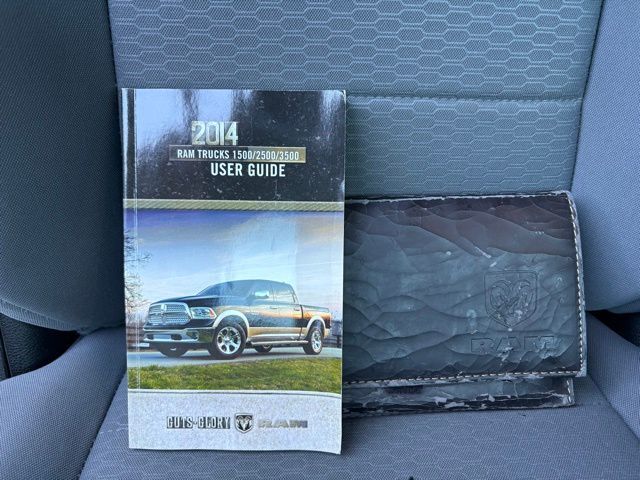 2014
RAM TRUCKS 1500/2500/3500
USER GUIDE
GUTS•GLORY RAM
RAM